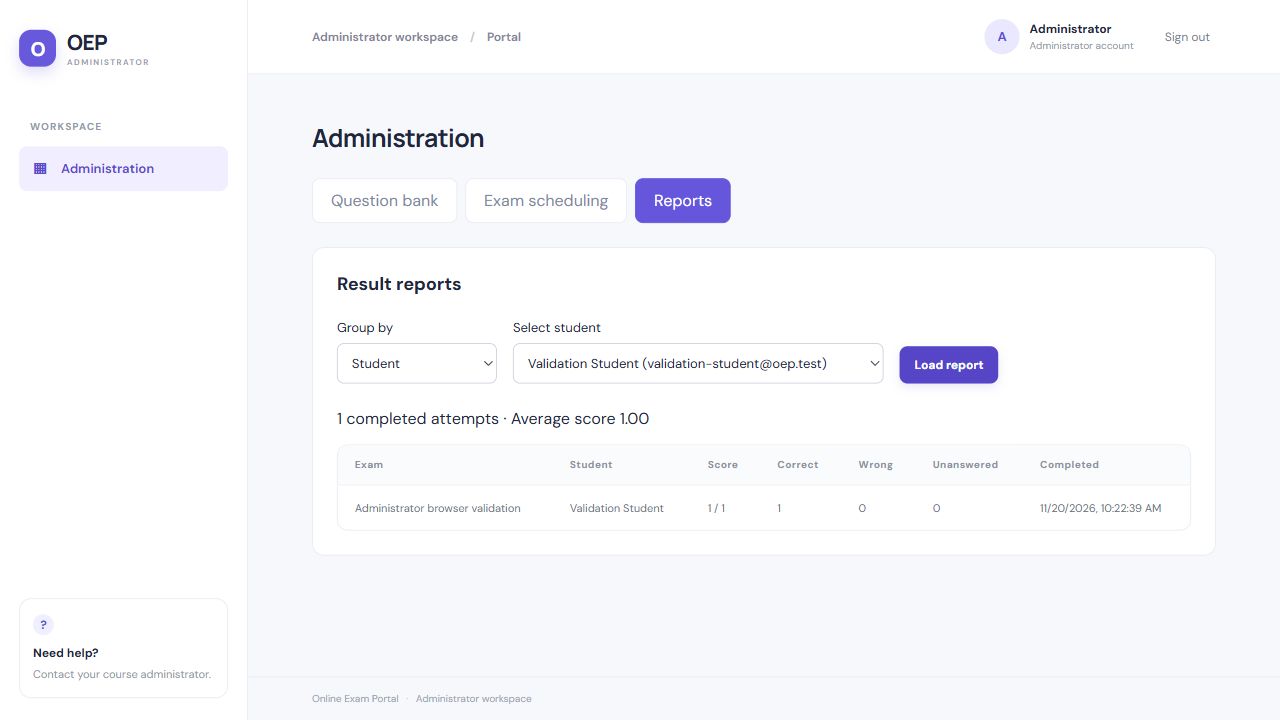 O
OEP
ADMINISTRATOR
WORKSPACE
Administration
?
Need help?
Contact your course administrator.
Administrator workspace / Portal
A
Administrator
Administrator account
Sign out
Administration
Question bank
Exam scheduling
Reports
Result reports
Group by
Select student
Student
Validation Student (validation-student@oep.test)
Load report
1 completed attempts · Average score 1.00
Exam Student Score Correct Wrong Unanswered Completed
Administrator browser validation Validation Student 1 / 1 1 0 0 11/20/2026, 10:22:39 AM
Online Exam Portal · Administrator workspace